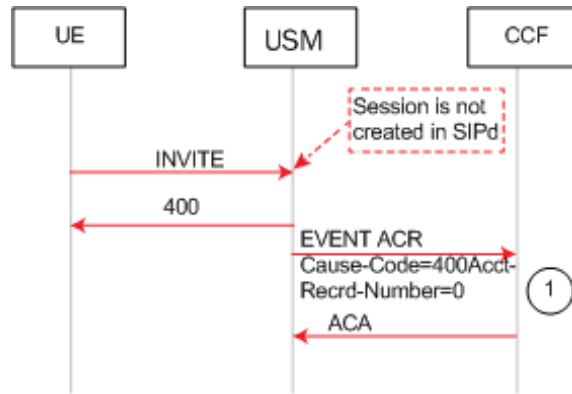 UE
USM
CCF
Session is not
created in SIPd
INVITE
400
EVENT ACR
Cause-Code=400Acct-
Recrd-Number=0
1
ACA